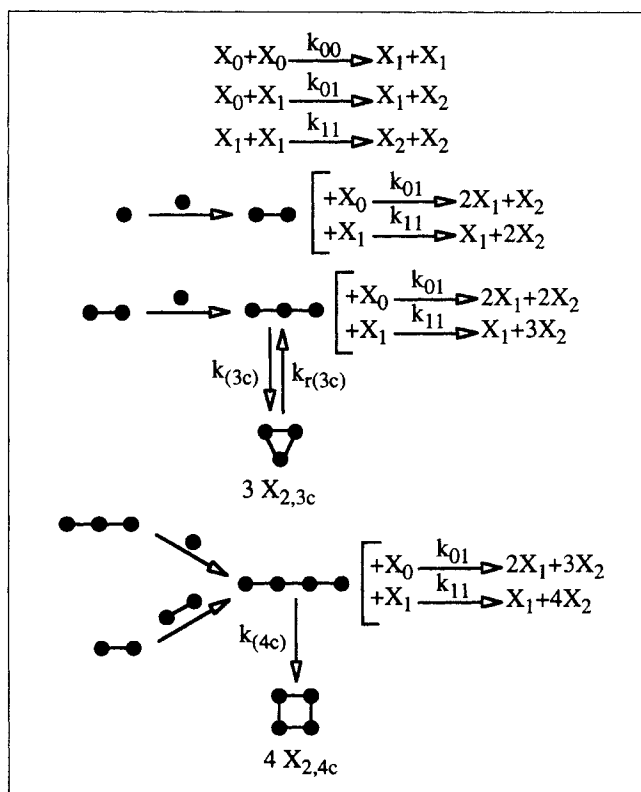 X₀+X₀ k₀₀ X₁+X₁
X₀+X₁ k₀₁ X₁+X₂
X₁+X₁ k₁₁ X₂+X₂
+X₀ k₀₁ 2X₁+X₂
+X₁ k₁₁ X₁+2X₂
+X₀ k₀₁ 2X₁+2X₂
+X₁ k₁₁ X₁+3X₂
k₍₃c₎ kᵣ₍₃c₎
3 X₂,₃c
+X₀ k₀₁ 2X₁+3X₂
+X₁ k₁₁ X₁+4X₂
k₍₄c₎
4 X₂,₄c